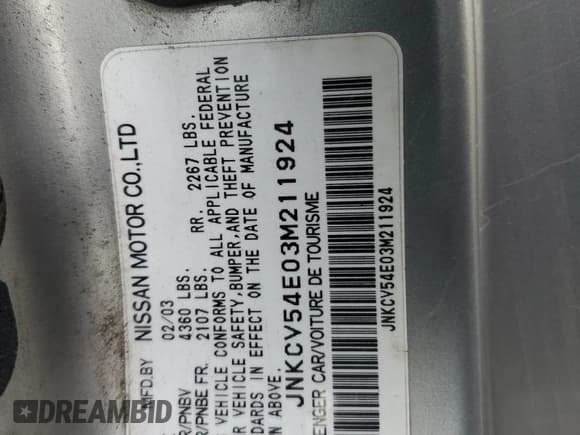 MFD.BY NISSAN MOTOR CO.,LTD
02/03
R/PNBV 4360 LBS.
R/PNBE FR. 2107 LBS. RR. 2267 LBS.
VEHICLE CONFORMS TO ALL APPLICABLE FEDERAL
R VEHICLE SAFETY,BUMPER,AND THEFT PREVENTION
DARDS IN EFFECT ON THE DATE OF MANUFACTURE
N ABOVE.
JNKCV54E03M211924
ENGER CAR/VOITURE DE TOURISME
JNKCV54E03M211924
DREAMBID